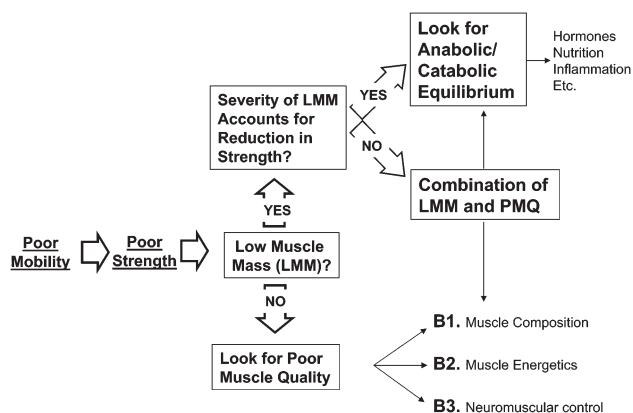 Look for
Anabolic/
Catabolic
Equilibrium
Hormones
Nutrition
Inflammation
Etc.
Severity of LMM
Accounts for
Reduction in
Strength?
YES
NO
Combination of
LMM and PMQ
YES
Poor
Mobility
Poor
Strength
Low Muscle
Mass (LMM)?
NO
Look for Poor
Muscle Quality
B1. Muscle Composition
B2. Muscle Energetics
B3. Neuromuscular control